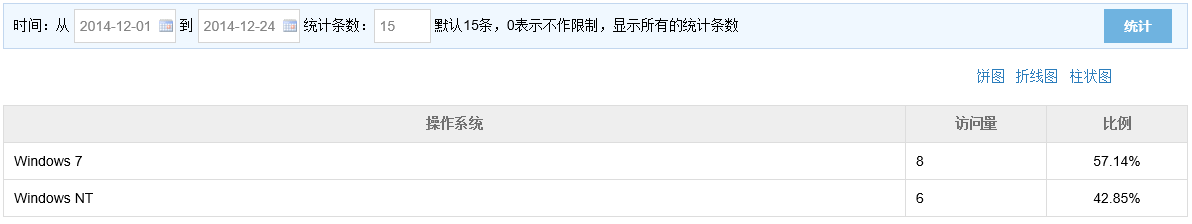 时间：从 2014-12-01 到 2014-12-24 统计条数： 15 默认15条，0表示不作限制，显示所有的统计条数 统计
饼图 折线图 柱状图
操作系统 访问量 比例
Windows 7 8 57.14%
Windows NT 6 42.85%